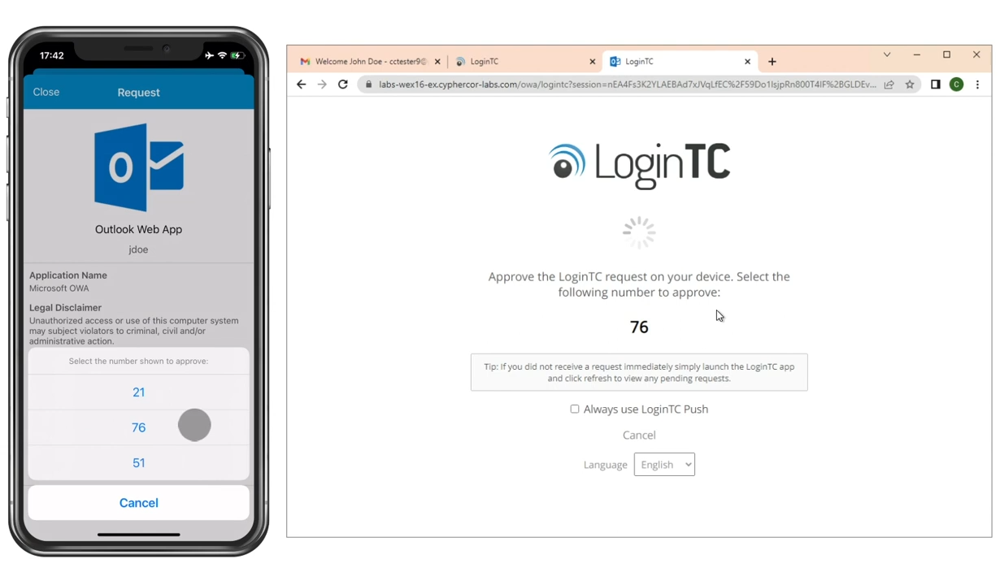 17:42
Close
Request
Outlook Web App
jdoe
Application Name
Microsoft OWA
Legal Disclaimer
Unauthorized access or use of this computer system
may subject violators to criminal, civil and/or
administrative action.
Select the number shown to approve:
21
76
51
Cancel
Welcome John Doe - cctester9@
LoginTC
LoginTC
labs-wex16-ex.cyphercor-labs.com/owa/logintc?session=nEA4Fs3K2YLAEBAd7xJVqLfEC%2F59Do1IsjpRn800T4IF%2BGLDEv...
C
LoginTC
Approve the LoginTC request on your device. Select the
following number to approve:
76
Tip: If you did not receive a request immediately simply launch the LoginTC app
and click refresh to view any pending requests.
Always use LoginTC Push
Cancel
Language English